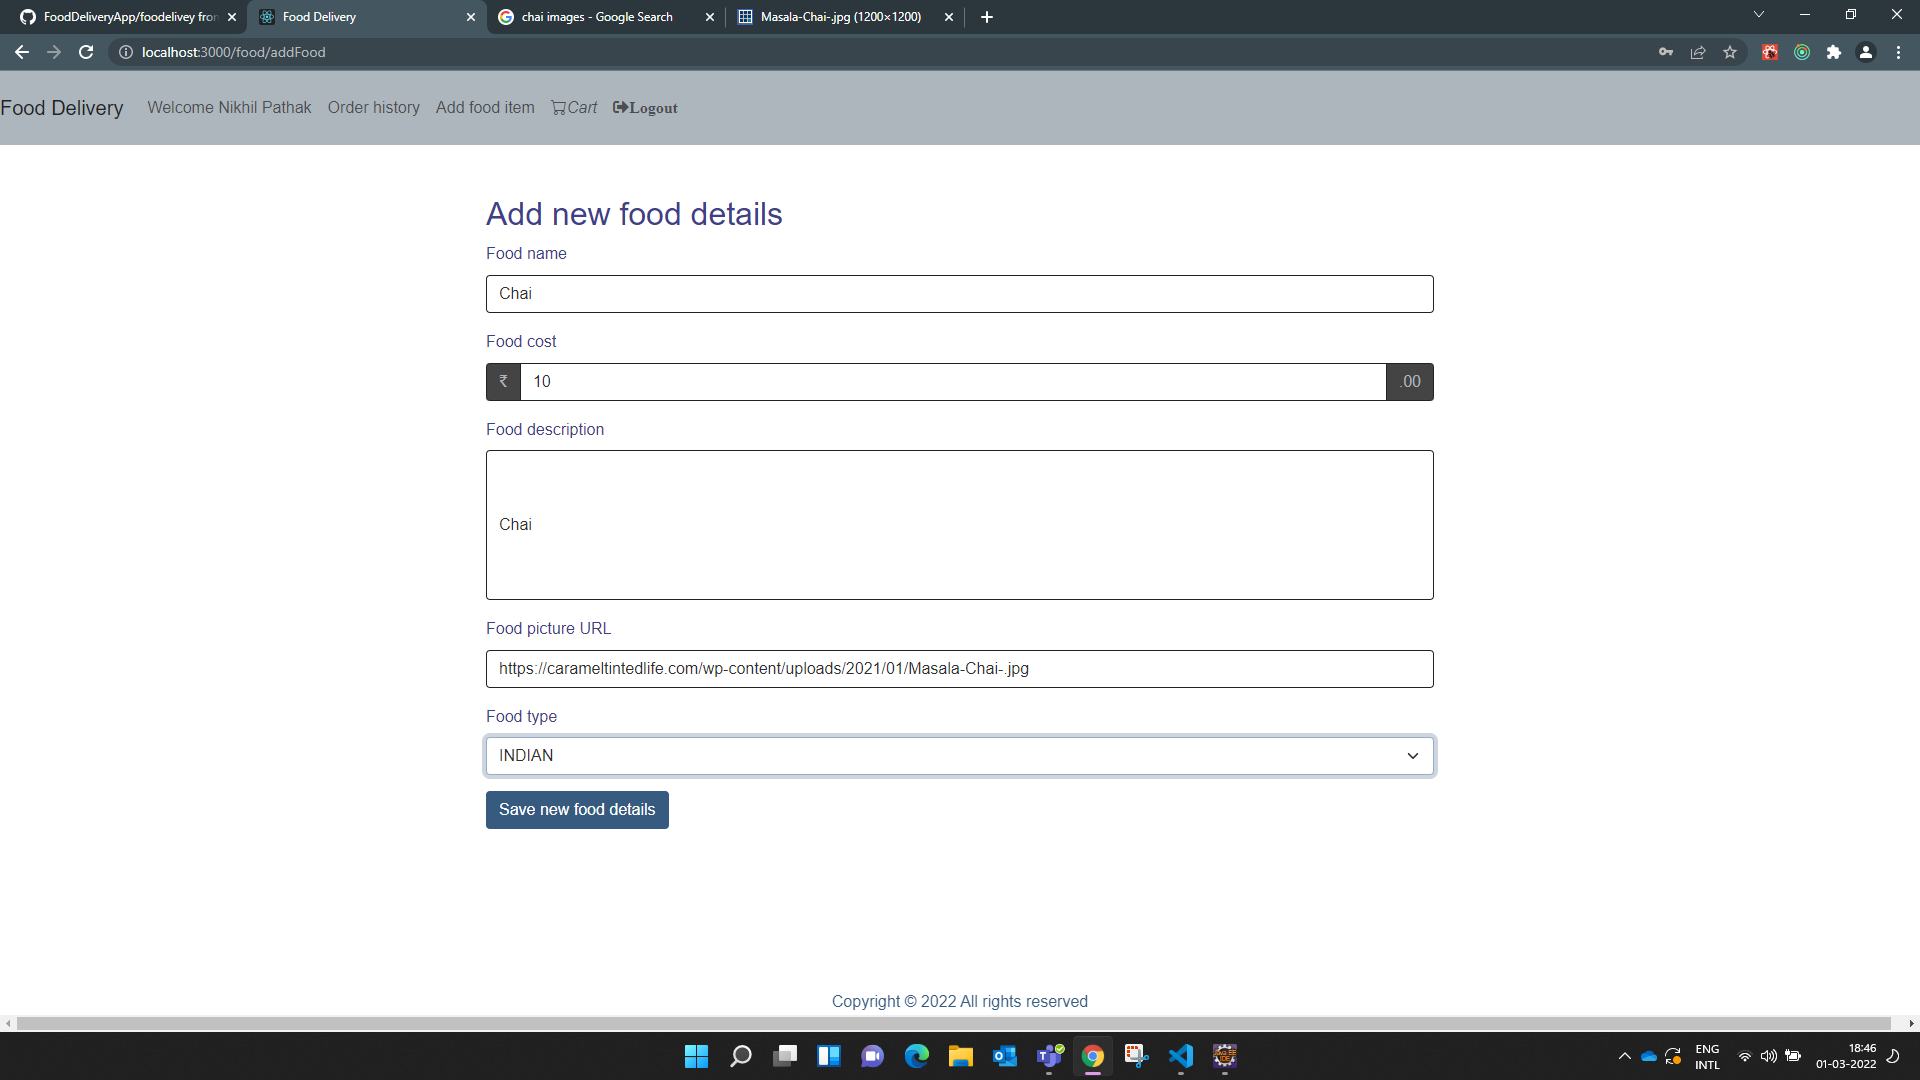 FoodDeliveryApp/foodelivey fron
Food Delivery
chai images - Google Search
Masala-Chai-.jpg (1200×1200)
localhost:3000/food/addFood
Food Delivery Welcome Nikhil Pathak Order history Add food item Cart Logout
Add new food details
Food name
Chai
Food cost
₹ 10 .00
Food description
Chai
Food picture URL
https://carameltintedlife.com/wp-content/uploads/2021/01/Masala-Chai-.jpg
Food type
INDIAN
Save new food details
Copyright © 2022 All rights reserved
ENG
INTL
18:46
01-03-2022